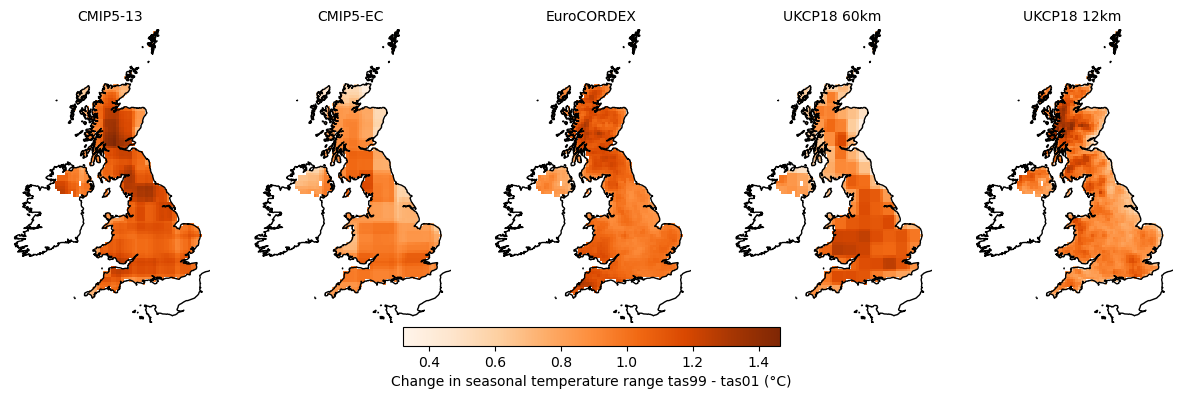 CMIP5-13 CMIP5-EC EuroCORDEX UKCP18 60km UKCP18 12km
0.4 0.6 0.8 1.0 1.2 1.4
Change in seasonal temperature range tas99 - tas01 (°C)